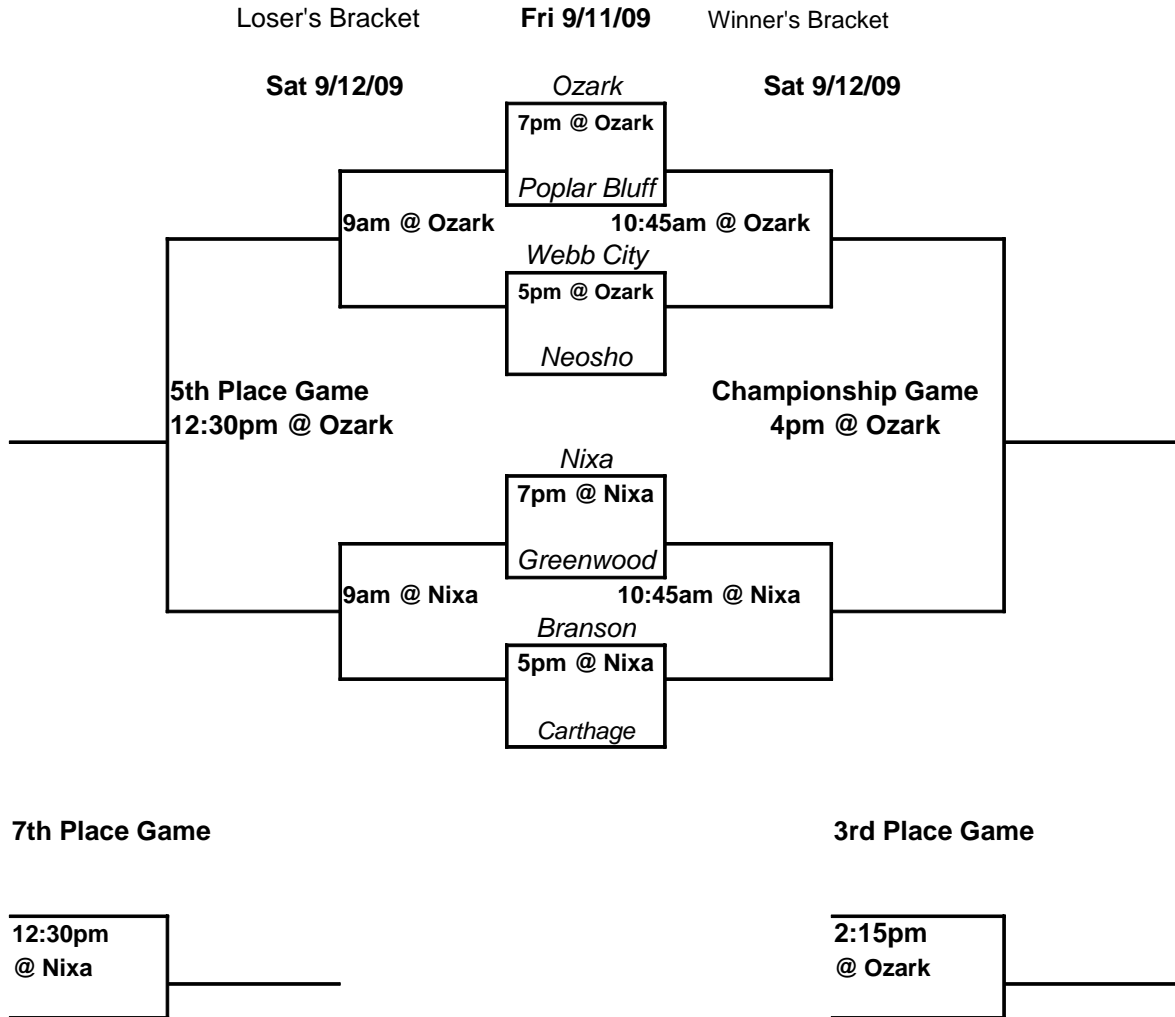 Loser's Bracket Fri 9/11/09 Winner's Bracket
Sat 9/12/09 Ozark Sat 9/12/09
7pm @ Ozark
Poplar Bluff
9am @ Ozark 10:45am @ Ozark
Webb City
5pm @ Ozark
Neosho
5th Place Game Championship Game
12:30pm @ Ozark 4pm @ Ozark
Nixa
7pm @ Nixa
Greenwood
9am @ Nixa 10:45am @ Nixa
Branson
5pm @ Nixa
Carthage
7th Place Game 3rd Place Game
12:30pm 2:15pm
@ Nixa @ Ozark